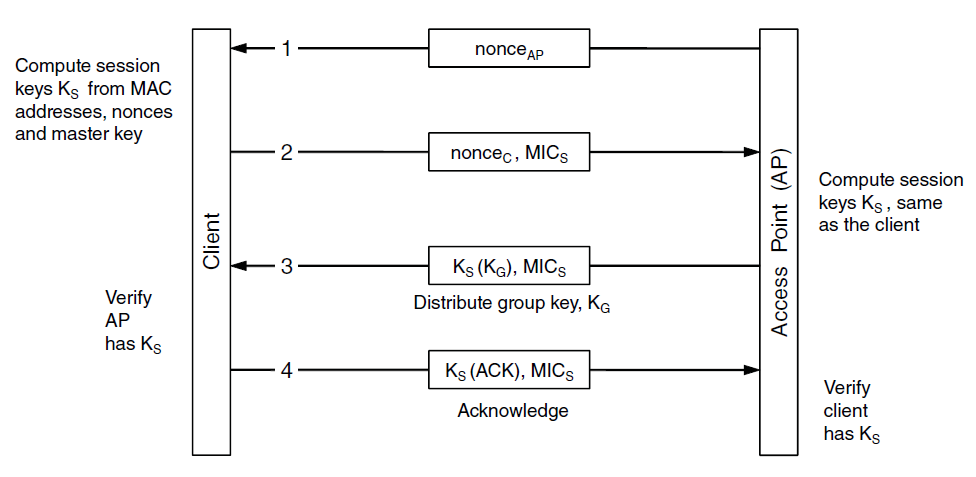 1
nonceAP
Compute session
keys KS from MAC
addresses, nonces
and master key
2
nonceC, MICS
Compute session
keys KS, same
as the client
Client
Access Point (AP)
3
KS (KG), MICS
Distribute group key, KG
Verify
AP
has KS
4
KS (ACK), MICS
Acknowledge
Verify
client
has KS